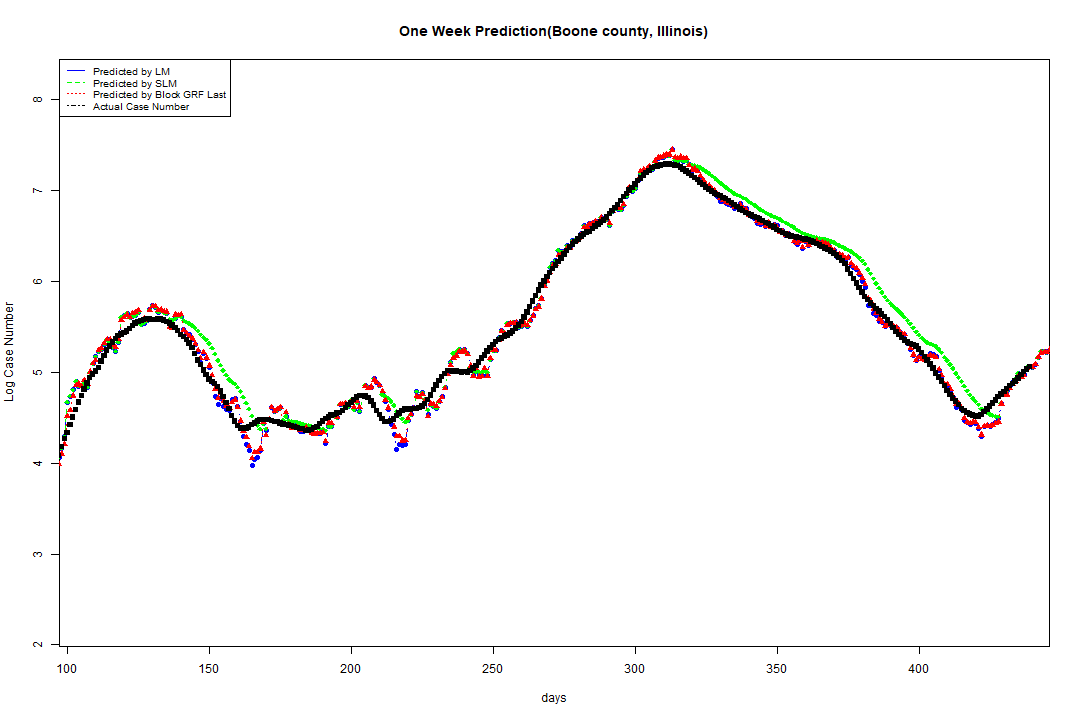 One Week Prediction(Boone county, Illinois)
Predicted by LM
Predicted by SLM
Predicted by Block GRF Last
Actual Case Number
Log Case Number
8
7
6
5
4
3
2
100 150 200 250 300 350 400
days